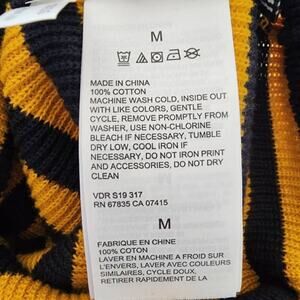 M
MADE IN CHINA
100% COTTON
MACHINE WASH COLD, INSIDE OUT
WITH LIKE COLORS, GENTLE
CYCLE, REMOVE PROMPTLY FROM
WASHER, USE NON-CHLORINE
BLEACH IF NECESSARY, TUMBLE
DRY LOW, COOL IRON IF
NECESSARY, DO NOT IRON PRINT
AND ACCESSORIES, DO NOT DRY
CLEAN
VDR S19 317
RN 67835 CA 07415
M
FABRIQUE EN CHINE
100% COTON
LAVER EN MACHINE A FROID SUR
L'ENVERS, LAVER AVEC COULEURS
SIMILAIRES, CYCLE DOUX,
RETIRER RAPIDEMENT DE LA